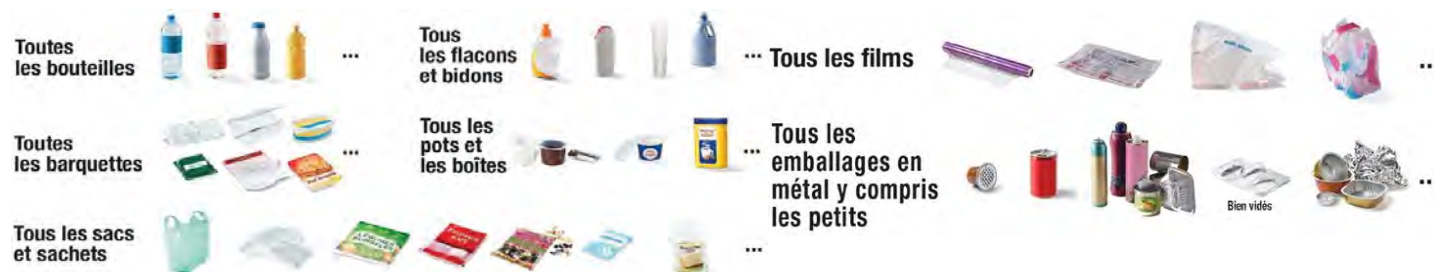 Toutes
les bouteilles
...
Tous
les flacons
et bidons
...
Tous les films
..
Toutes
les barquettes
...
Tous les
pots et
les boîtes
...
Tous les
emballages en
métal y compris
les petits
Bien vidés
..
Tous les sacs
et sachets
...